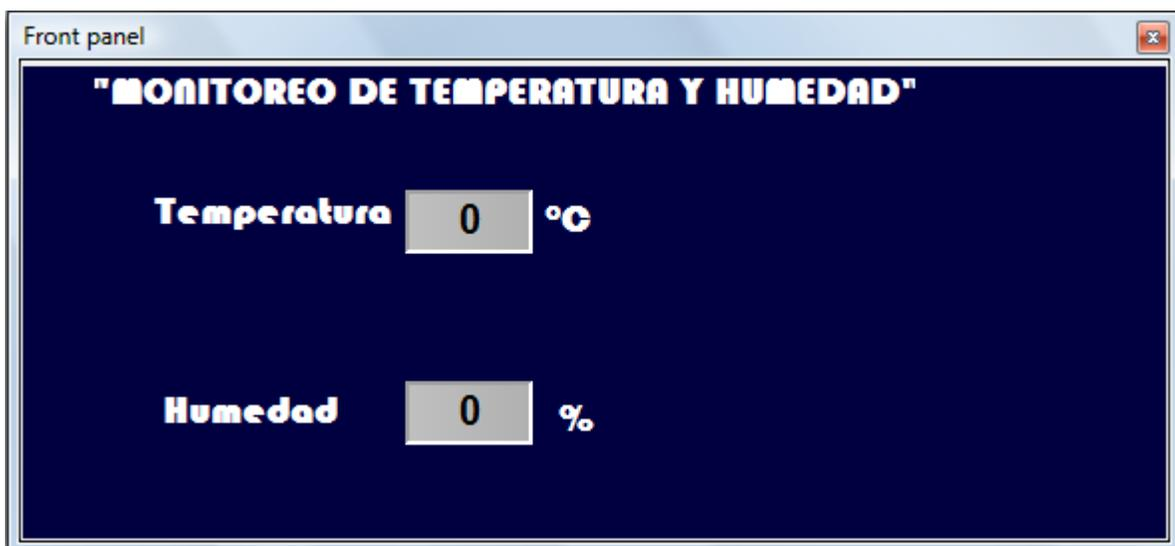 Front panel
"MONITOREO DE TEMPERATURA Y HUMEDAD"
Temperatura 0 °C
Humedad 0 %